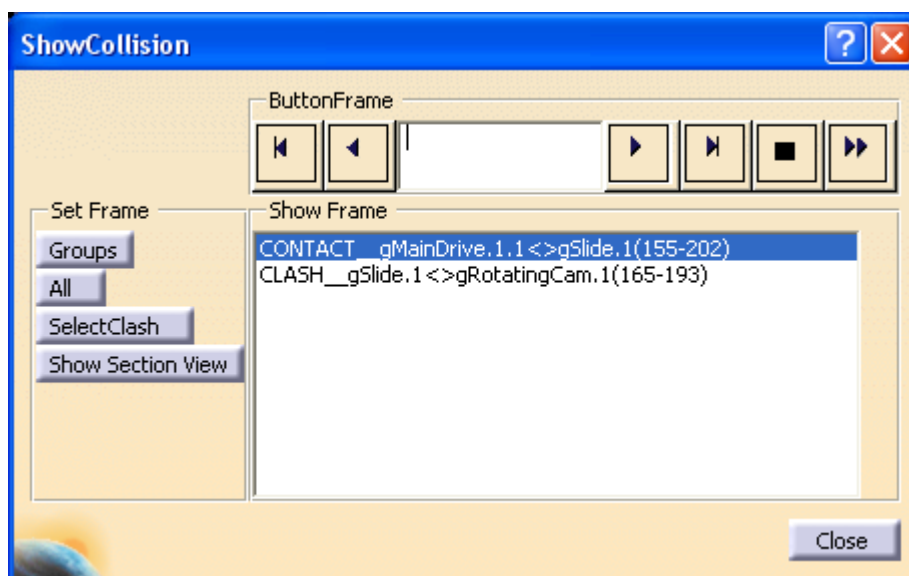 ShowCollision
ButtonFrame
Set Frame
Groups
All
SelectClash
Show Section View
Show Frame
CONTACT__gMainDrive.1.1<>gSlide.1(155-202)
CLASH__gSlide.1<>gRotatingCam.1(165-193)
Close